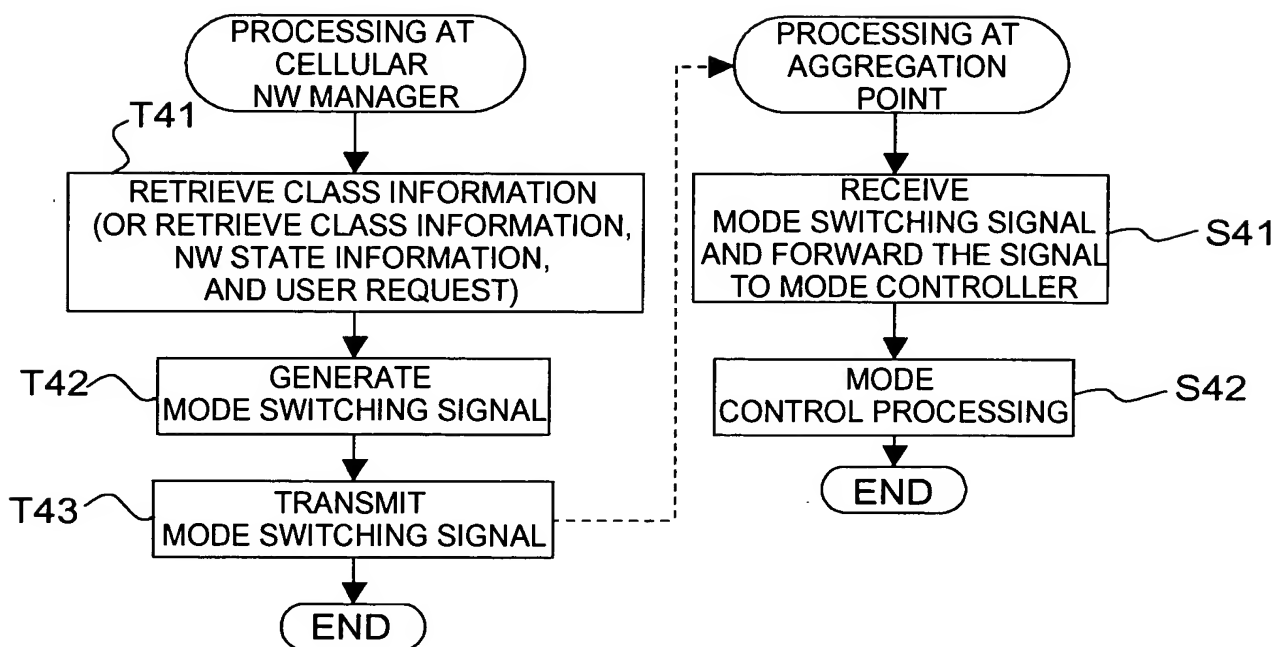 PROCESSING AT
CELLULAR
NW MANAGER
T41
RETRIEVE CLASS INFORMATION
(OR RETRIEVE CLASS INFORMATION,
NW STATE INFORMATION,
AND USER REQUEST)
T42
GENERATE
MODE SWITCHING SIGNAL
T43
TRANSMIT
MODE SWITCHING SIGNAL
END
PROCESSING AT
AGGREGATION
POINT
RECEIVE
MODE SWITCHING SIGNAL
AND FORWARD THE SIGNAL
TO MODE CONTROLLER
S41
MODE
CONTROL PROCESSING
S42
END